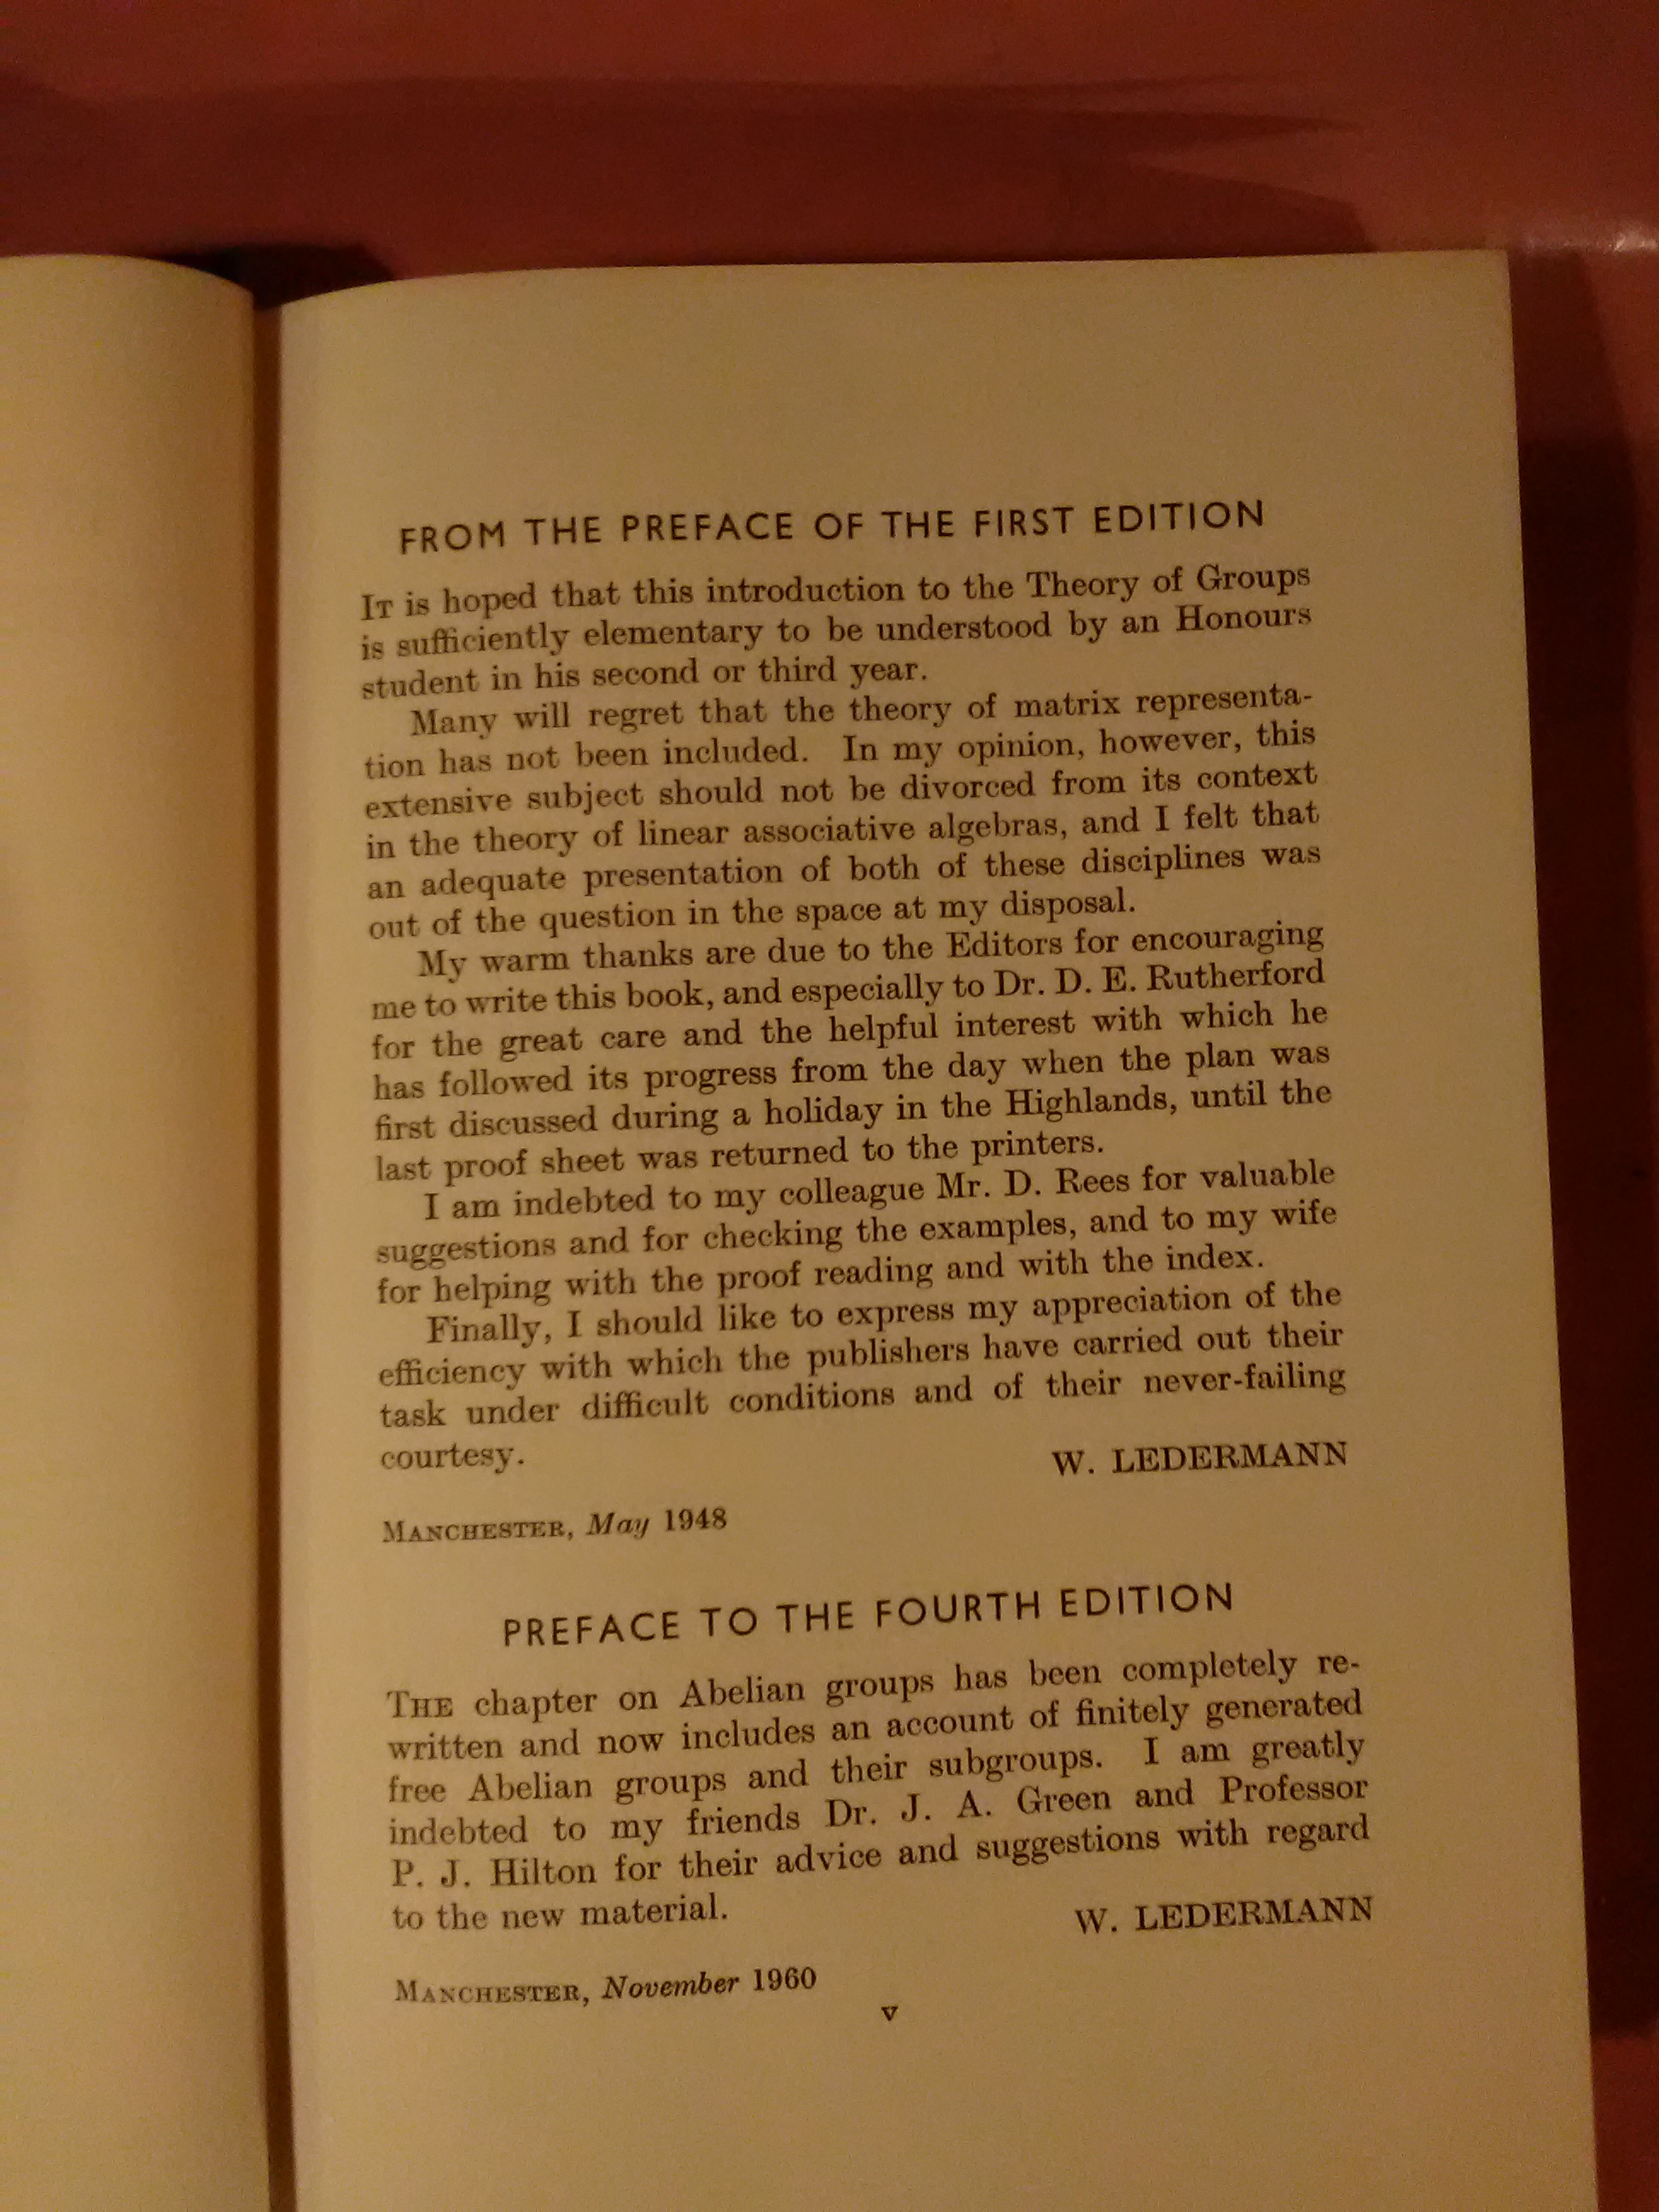 FROM THE PREFACE OF THE FIRST EDITION
IT is hoped that this introduction to the Theory of Groups
is sufficiently elementary to be understood by an Honours
student in his second or third year.
Many will regret that the theory of matrix representa-
tion has not been included. In my opinion, however, this
extensive subject should not be divorced from its context
in the theory of linear associative algebras, and I felt that
an adequate presentation of both of these disciplines was
out of the question in the space at my disposal.
My warm thanks are due to the Editors for encouraging
me to write this book, and especially to Dr. D. E. Rutherford
for the great care and the helpful interest with which he
has followed its progress from the day when the plan was
first discussed during a holiday in the Highlands, until the
last proof sheet was returned to the printers.
I am indebted to my colleague Mr. D. Rees for valuable
suggestions and for checking the examples, and to my wife
for helping with the proof reading and with the index.
Finally, I should like to express my appreciation of the
efficiency with which the publishers have carried out their
task under difficult conditions and of their never-failing
courtesy. W. LEDERMANN
MANCHESTER, May 1948
PREFACE TO THE FOURTH EDITION
THE chapter on Abelian groups has been completely re-
written and now includes an account of finitely generated
free Abelian groups and their subgroups. I am greatly
indebted to my friends Dr. J. A. Green and Professor
P. J. Hilton for their advice and suggestions with regard
to the new material. W. LEDERMANN
MANCHESTER, November 1960
v